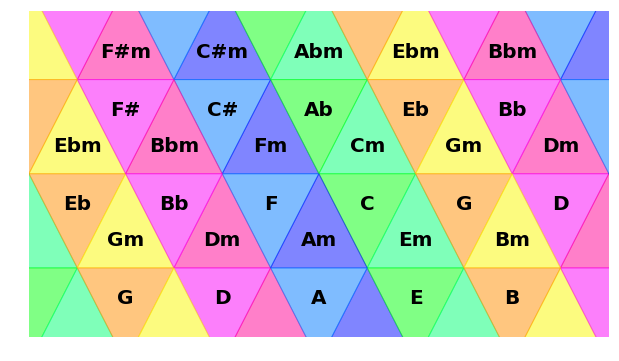 F#m C#m Abm Ebm Bbm
F# C# Ab Eb Bb
Ebm Bbm Fm Cm Gm Dm
Eb Bb F C G D
Gm Dm Am Em Bm
G D A E B